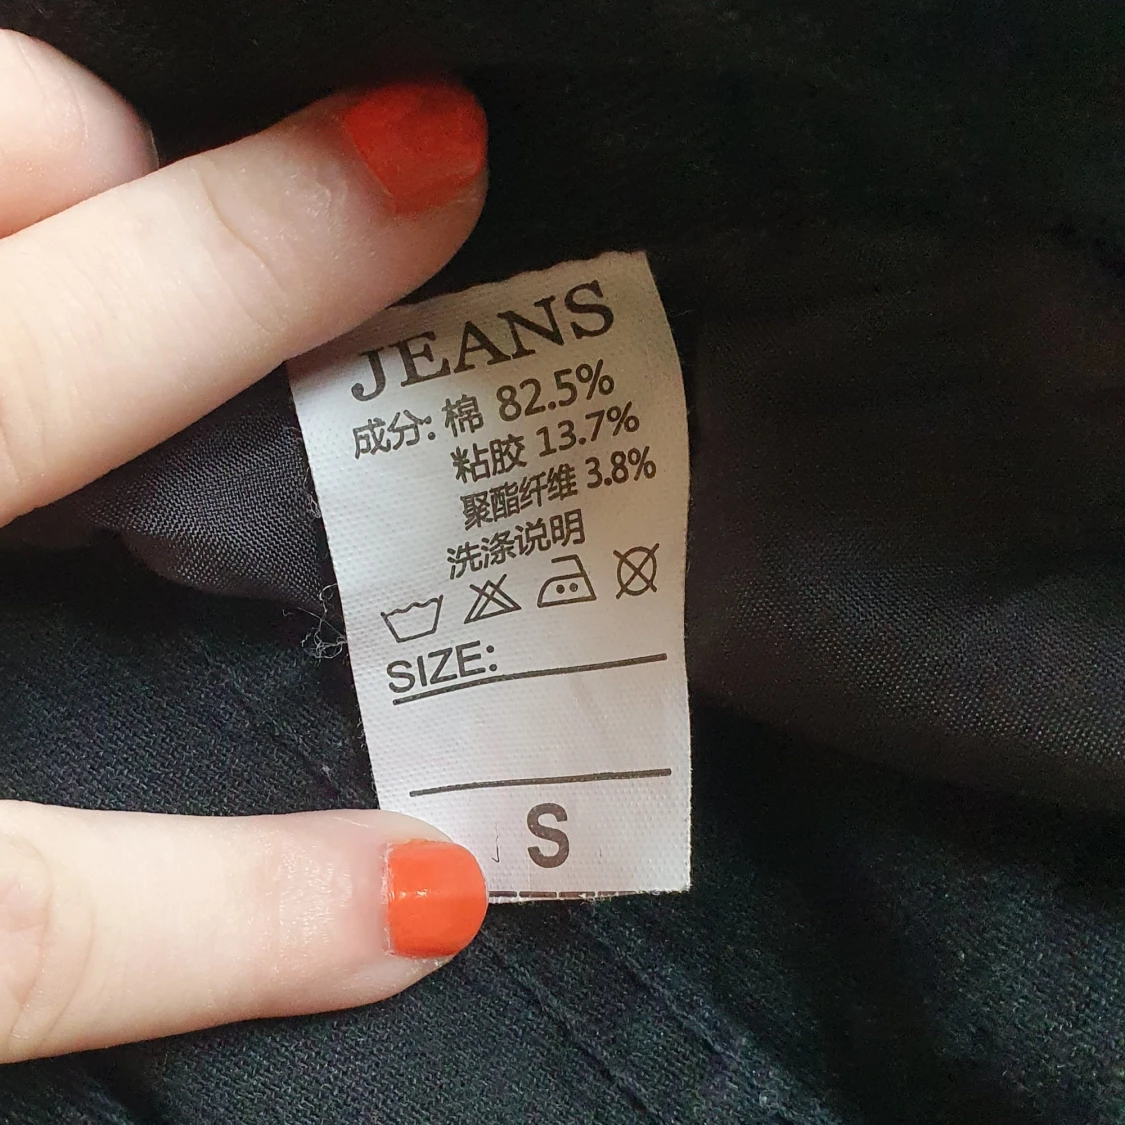 JEANS
成分: 棉 82.5%
粘胶 13.7%
聚酯纤维 3.8%
洗涤说明
SIZE:
S